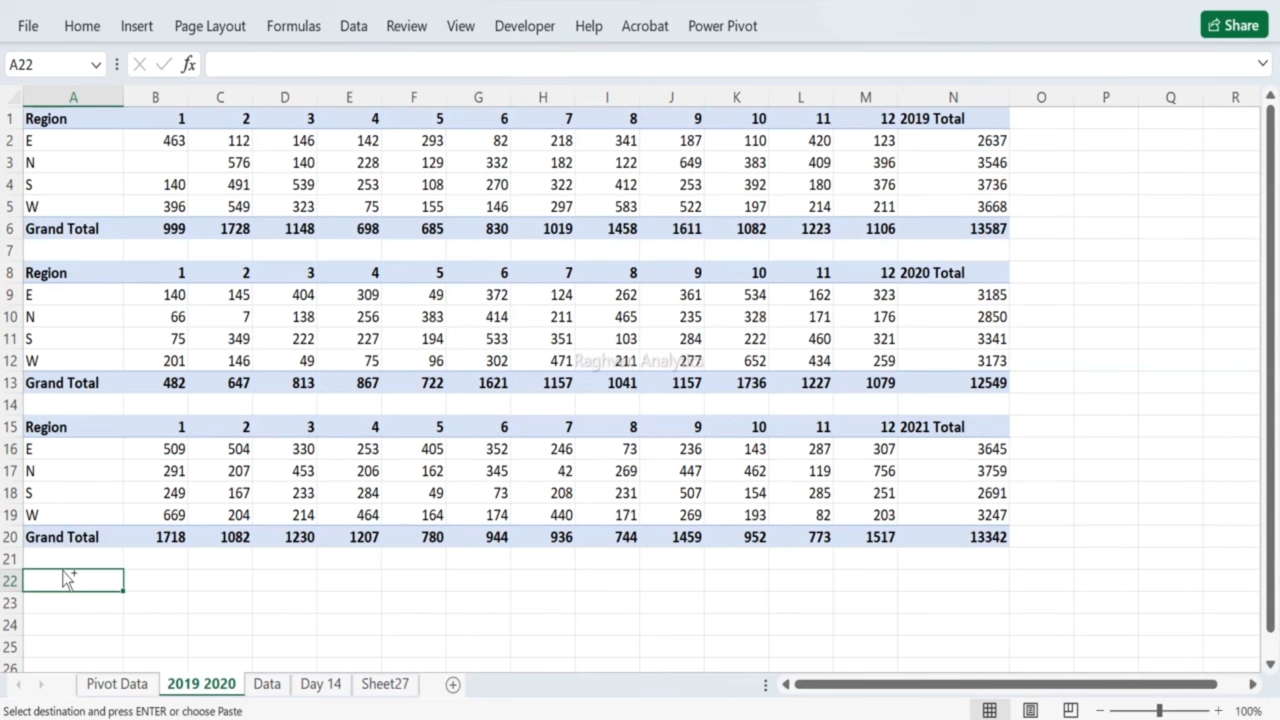 File Home Insert Page Layout Formulas Data Review View Developer Help Acrobat Power Pivot Share
A22 fx
A B C D E F G H I J K L M N O P Q R
1 Region 1 2 3 4 5 6 7 8 9 10 11 12 2019 Total
2 E 463 112 146 142 293 82 218 341 187 110 420 123 2637
3 N 576 140 228 129 332 182 122 649 383 409 396 3546
4 S 140 491 539 253 108 270 322 412 253 392 180 376 3736
5 W 396 549 323 75 155 146 297 583 522 197 214 211 3668
6 Grand Total 999 1728 1148 698 685 830 1019 1458 1611 1082 1223 1106 13587
7
8 Region 1 2 3 4 5 6 7 8 9 10 11 12 2020 Total
9 E 140 145 404 309 49 372 124 262 361 534 162 323 3185
10 N 66 7 138 256 383 414 211 465 235 328 171 176 2850
11 S 75 349 222 227 194 533 351 103 284 222 460 321 3341
12 W 201 146 49 75 96 302 471 211 277 652 434 259 3173
13 Grand Total 482 647 813 867 722 1621 1157 1041 1157 1736 1227 1079 12549
14
15 Region 1 2 3 4 5 6 7 8 9 10 11 12 2021 Total
16 E 509 504 330 253 405 352 246 73 236 143 287 307 3645
17 N 291 207 453 206 162 345 42 269 447 462 119 756 3759
18 S 249 167 233 284 49 73 208 231 507 154 285 251 2691
19 W 669 204 214 464 164 174 440 171 269 193 82 203 3247
20 Grand Total 1718 1082 1230 1207 780 944 936 744 1459 952 773 1517 13342
21
22
23
24
25
26
Pivot Data 2019 2020 Data Day 14 Sheet27
Select destination and press ENTER or choose Paste 100%